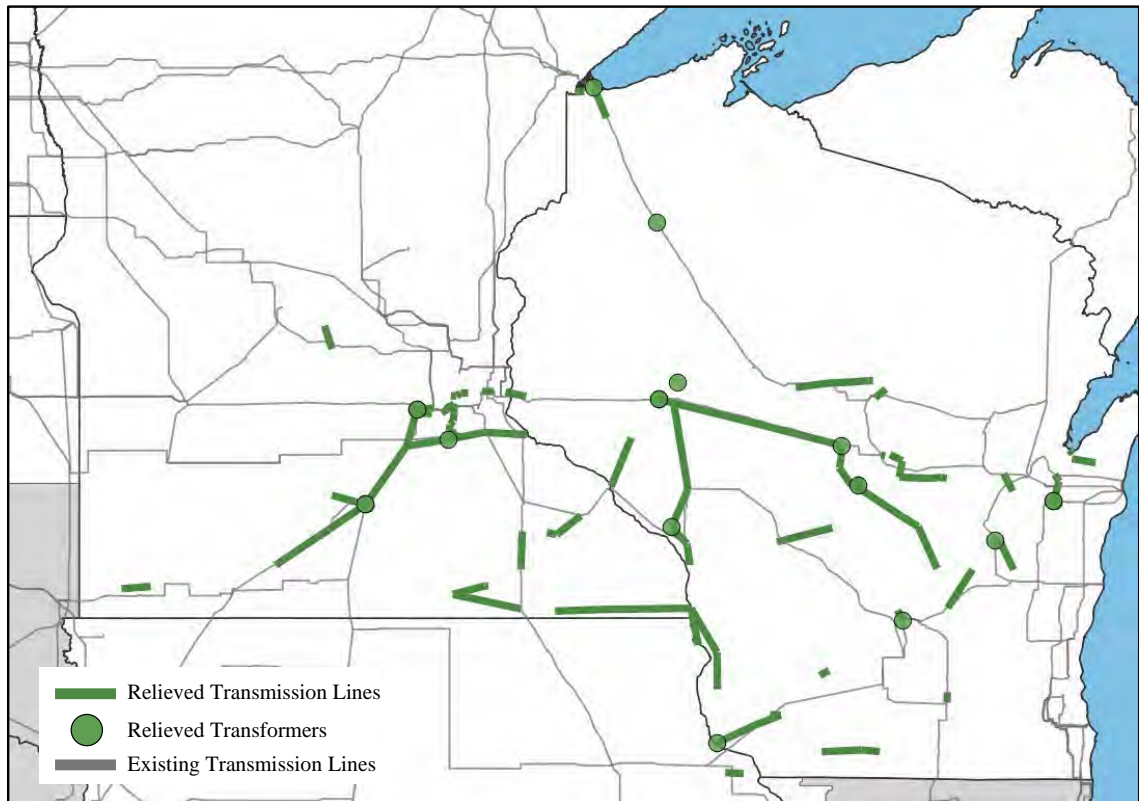 Relieved Transmission Lines
Relieved Transformers
Existing Transmission Lines